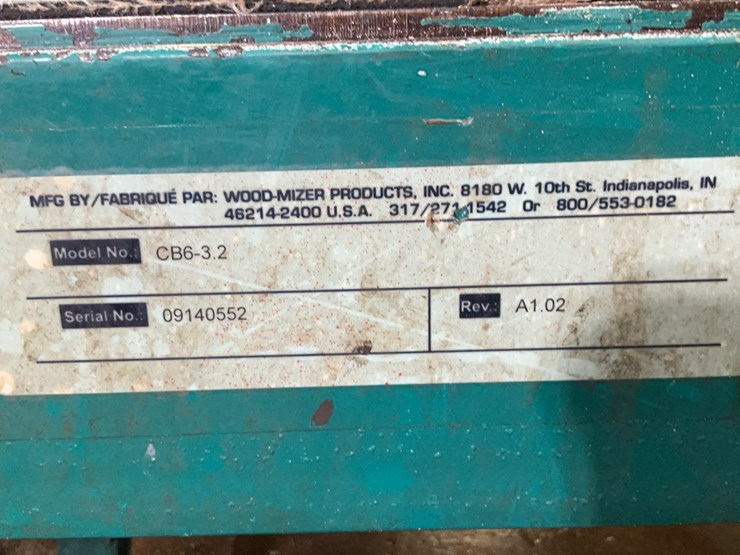 MFG BY/FABRIQUÉ PAR: WOOD-MIZER PRODUCTS, INC. 8180 W. 10th St. Indianapolis, IN
46214-2400 U.S.A. 317/271-1542 Or 800/553-0182
Model No.: CB6-3.2
Serial No.: 09140552 Rev.: A1.02